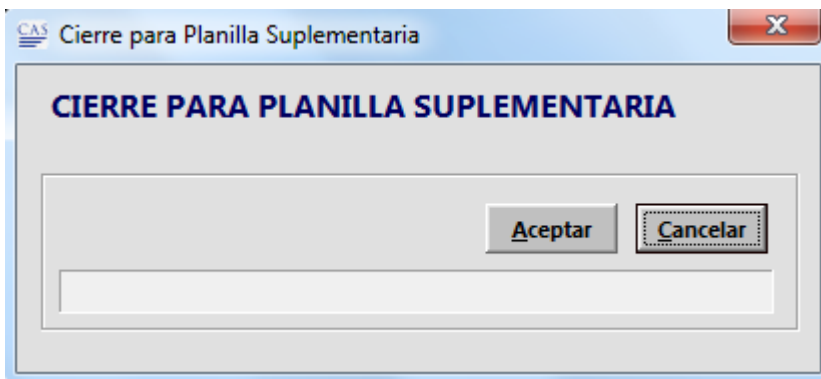 CAS Cierre para Planilla Suplementaria
CIERRE PARA PLANILLA SUPLEMENTARIA
Aceptar Cancelar